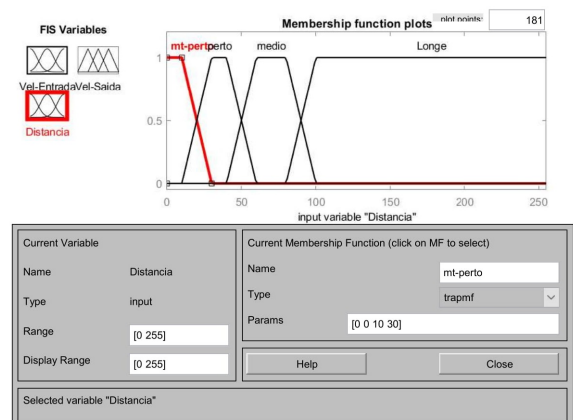 FIS Variables
Vel-Entrada
Vel-Saida
Distancia
Membership function plots
plot points:
181
mt-perto
perto
medio
Longe
1
0.5
0
0
50
100
150
200
250
input variable "Distancia"
Current Variable
Name
Distancia
Type
input
Range
[0 255]
Display Range
[0 255]
Current Membership Function (click on MF to select)
Name
mt-perto
Type
trapmf
Params
[0 0 10 30]
Help
Close
Selected variable "Distancia"